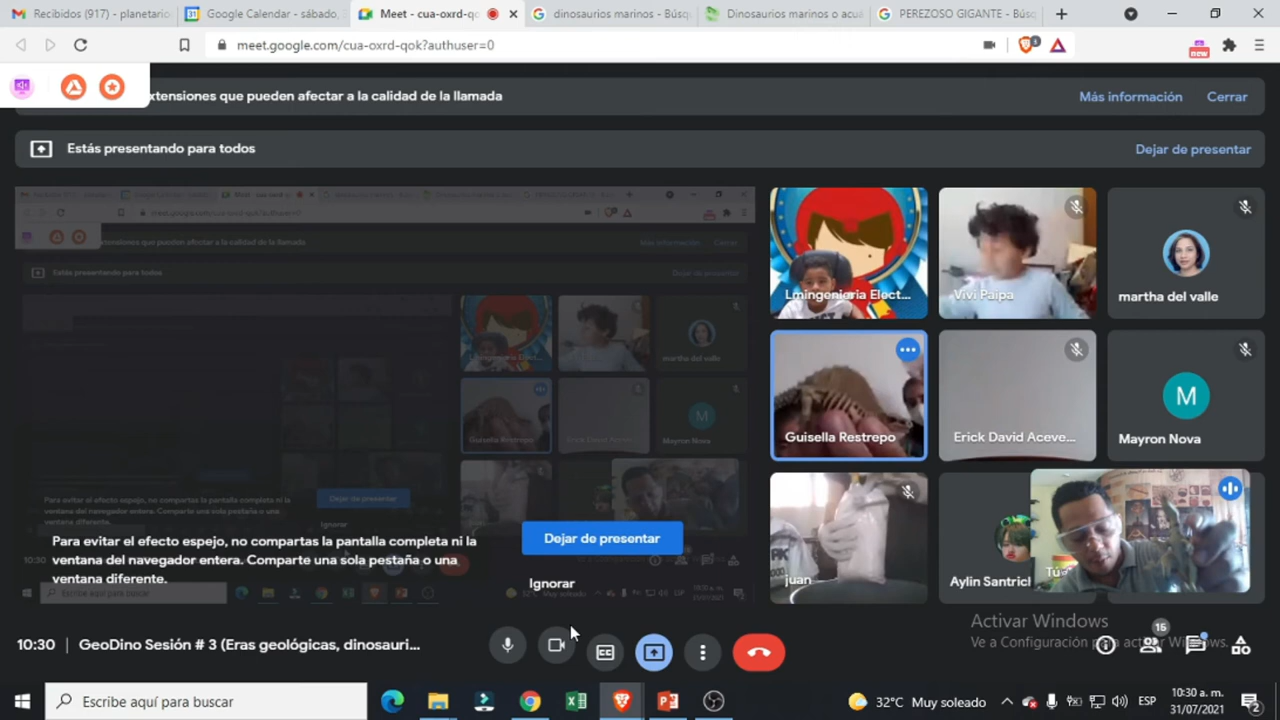 Recibidos (917) - planetario
Google Calendar - sábado,
Meet - cua-oxrd-qo
dinosaurios marinos - Búsq
Dinosaurios marinos o acuá
PEREZOSO GIGANTE - Búsq
meet.google.com/cua-oxrd-qok?authuser=0
new
xtensiones que pueden afectar a la calidad de la llamada
Más información
Cerrar
Estás presentando para todos
Dejar de presentar
Lmingenieria Elect...
Vivi Paipa
martha del valle
Guisella Restrepo
Erick David Aceve...
M
Mayron Nova
juan
Aylin Santricl
Tú
Para evitar el efecto espejo, no compartas la pantalla completa ni la
ventana del navegador entera. Comparte una sola pestaña o una
ventana diferente.
Dejar de presentar
Ignorar
Activar Windows
Ve a Configuración para activar Windows.
10:30 | GeoDino Sesión # 3 (Eras geológicas, dinosauri...
15
Escribe aquí para buscar
32°C Muy soleado
ESP
10:30 a. m.
31/07/2021
2